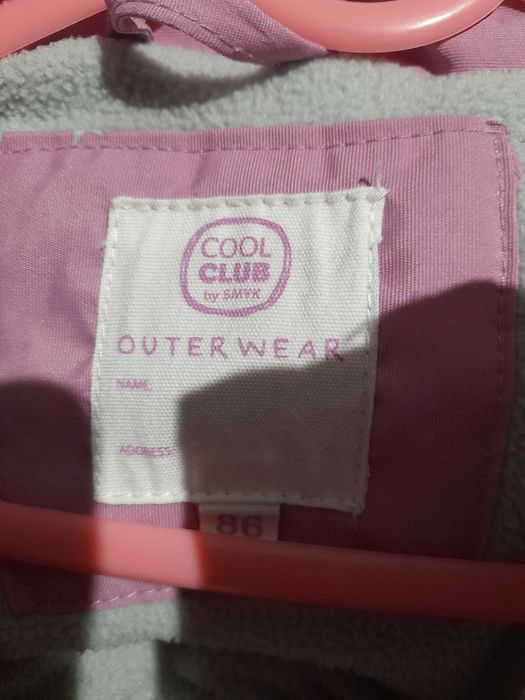 COOL
CLUB
by SMYK
OUTERWEAR
NAME
ADDRESS
86